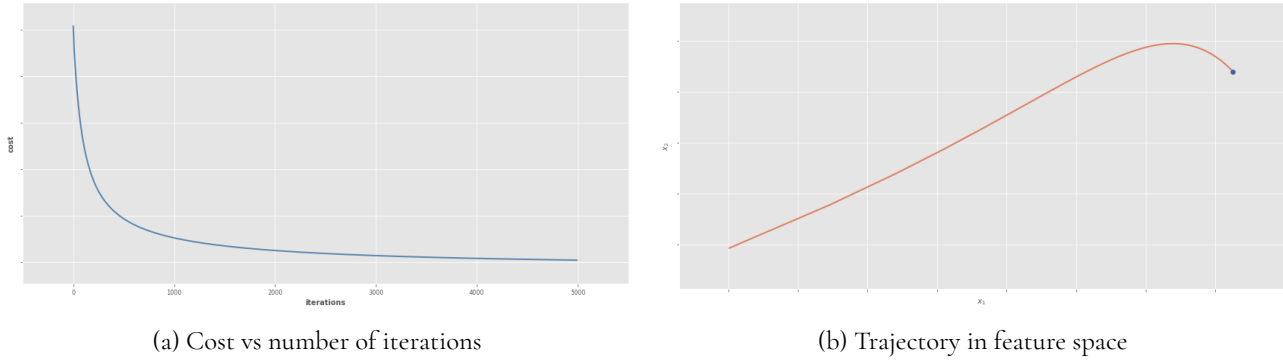 cost
0 1000 2000 3000 4000 5000
iterations
(a) Cost vs number of iterations
x₂
x₁
(b) Trajectory in feature space